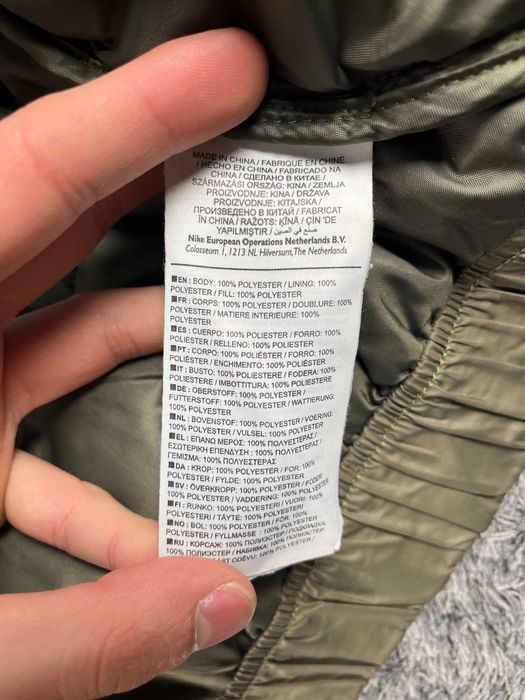 MADE IN CHINA / FABRIQUE EN CHINE
/ HECHO EN CHINA / FABRICADO NA
CHINA / СДЕЛАНО В КИТАЕ /
SZÁRMAZÁSI ORSZÁG: KINA / ZEMLJA
PROIZVODNJE: KINA / DRŽAVA
PROIZVODNJE: KITAJSKA /
ПРОИЗВЕДЕНО В КИТАЙ / FABRICAT
ÎN CHINA / RAŽOTS: ĶĪNĀ / ÇİN 'DE
YAPILMIŞTIR / صنع في الصين
Nike European Operations Netherlands B.V.
Colosseum 1, 1213 NL Hilversum, The Netherlands
EN : BODY: 100% POLYESTER / LINING: 100%
POLYESTER / FILL: 100% POLYESTER
FR : CORPS: 100% POLYESTER / DOUBLURE: 100%
POLYESTER / MATIERE INTERIEURE: 100%
POLYESTER
ES : CUERPO: 100% POLIESTER / FORRO: 100%
POLIESTER / RELLENO: 100% POLIESTER
PT : CORPO: 100% POLIÉSTER / FORRO: 100%
POLIÉSTER / ENCHIMENTO: 100% POLIÉSTER
IT : BUSTO: 100% POLIESTERE / FODERA: 100%
POLIESTERE / IMBOTTITURA: 100% POLIESTERE
DE : OBERSTOFF: 100% POLYESTER /
FUTTERSTOFF: 100% POLYESTER / WATTIERUNG:
100% POLYESTER
NL : BOVENSTOF: 100% POLYESTER / VOERING:
100% POLYESTER / VULSEL: 100% POLYESTER
EL : ΕΠΑΝΩ ΜΕΡΟΣ: 100% ΠΟΛΥΕΣΤΕΡΑΣ /
ΕΣΩΤΕΡΙΚΗ ΕΠΕΝΔΥΣΗ : 100% ΠΟΛΥΕΣΤΕΡΑΣ /
ΓΕΜΙΣΜΑ: 100% ΠΟΛΥΕΣΤΕΡΑΣ
DA : KROP: 100% POLYESTER / FOR: 100%
POLYESTER / FYLDE: 100% POLYESTER
SV : ÖVERKROPP: 100% POLYESTER / FODER:
100% POLYESTER / VADDERING: 100% POLYESTER
FI : RUNKO: 100% POLYESTERI / VUORI: 100%
POLYESTERI / TÄYTE: 100% POLYESTERI
NO : BOL: 100% POLYESTER / FÔR: 100%
POLYESTER / FYLLMASSE : 100% POLYESTER
RU : КОРСАЖ: 100% ПОЛИЭСТЕР / ПОДКЛАДКА:
100% ПОЛИЭСТЕР / НАБИВКА: 100% ПОЛИЭСТЕР
ODĚVU: 100% POLYESTER